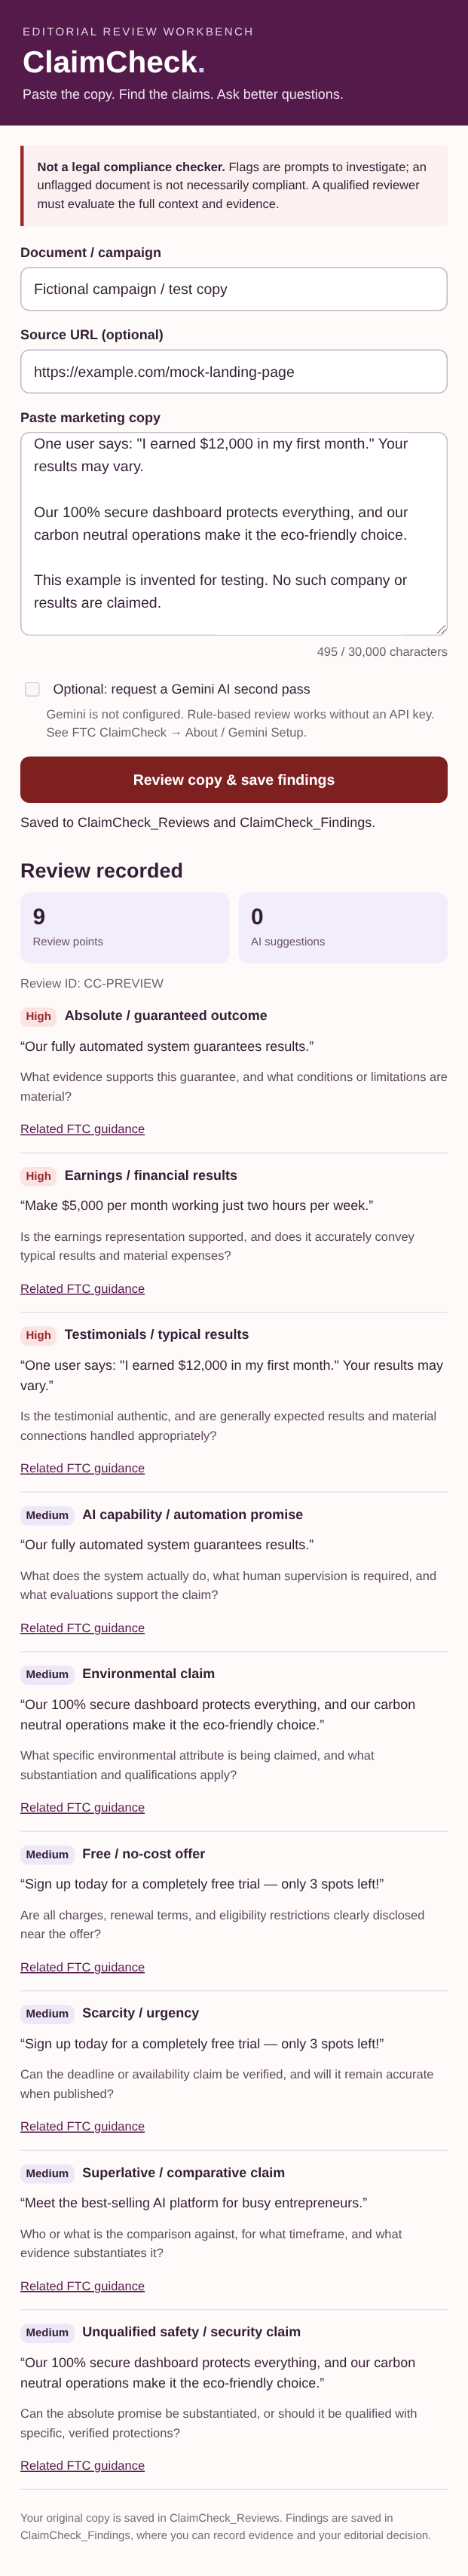 EDITORIAL REVIEW WORKBENCH
ClaimCheck.
Paste the copy. Find the claims. Ask better questions.
Not a legal compliance checker. Flags are prompts to investigate; an
unflagged document is not necessarily compliant. A qualified reviewer
must evaluate the full context and evidence.
Document / campaign
Fictional campaign / test copy
Source URL (optional)
https://example.com/mock-landing-page
Paste marketing copy
One user says: "I earned $12,000 in my first month." Your
results may vary.
Our 100% secure dashboard protects everything, and our
carbon neutral operations make it the eco-friendly choice.
This example is invented for testing. No such company or
results are claimed.
495 / 30,000 characters
Optional: request a Gemini AI second pass
Gemini is not configured. Rule-based review works without an API key.
See FTC ClaimCheck → About / Gemini Setup.
Review copy & save findings
Saved to ClaimCheck_Reviews and ClaimCheck_Findings.
Review recorded
9
Review points
0
AI suggestions
Review ID: CC-PREVIEW
High Absolute / guaranteed outcome
“Our fully automated system guarantees results.”
What evidence supports this guarantee, and what conditions or limitations are
material?
Related FTC guidance
High Earnings / financial results
“Make $5,000 per month working just two hours per week.”
Is the earnings representation supported, and does it accurately convey
typical results and material expenses?
Related FTC guidance
High Testimonials / typical results
“One user says: "I earned $12,000 in my first month." Your results may
vary.”
Is the testimonial authentic, and are generally expected results and material
connections handled appropriately?
Related FTC guidance
Medium AI capability / automation promise
“Our fully automated system guarantees results.”
What does the system actually do, what human supervision is required, and
what evaluations support the claim?
Related FTC guidance
Medium Environmental claim
“Our 100% secure dashboard protects everything, and our carbon
neutral operations make it the eco-friendly choice.”
What specific environmental attribute is being claimed, and what
substantiation and qualifications apply?
Related FTC guidance
Medium Free / no-cost offer
“Sign up today for a completely free trial — only 3 spots left!”
Are all charges, renewal terms, and eligibility restrictions clearly disclosed
near the offer?
Related FTC guidance
Medium Scarcity / urgency
“Sign up today for a completely free trial — only 3 spots left!”
Can the deadline or availability claim be verified, and will it remain accurate
when published?
Related FTC guidance
Medium Superlative / comparative claim
“Meet the best-selling AI platform for busy entrepreneurs.”
Who or what is the comparison against, for what timeframe, and what
evidence substantiates it?
Related FTC guidance
Medium Unqualified safety / security claim
“Our 100% secure dashboard protects everything, and our carbon
neutral operations make it the eco-friendly choice.”
Can the absolute promise be substantiated, or should it be qualified with
specific, verified protections?
Related FTC guidance
Your original copy is saved in ClaimCheck_Reviews. Findings are saved in
ClaimCheck_Findings, where you can record evidence and your editorial decision.